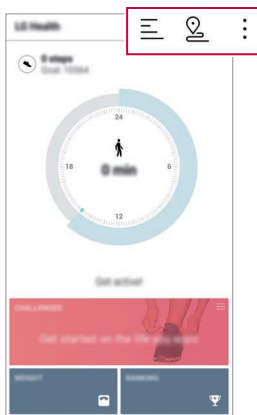 LG Health
0 steps
Goal: 10564
24
18
0 min
6
12
Get active!
CHALLENGES
Get started on the life you want
WEIGHT
RANKING